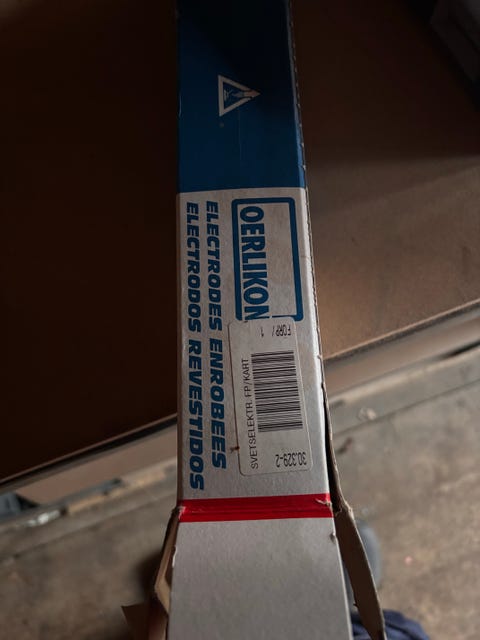 OERLIKON
ELECTRODES ENROBEES
ELECTRODOS REVESTIDOS
FORP/ 1
SVETSELEKTR FP/KART
30.329-2